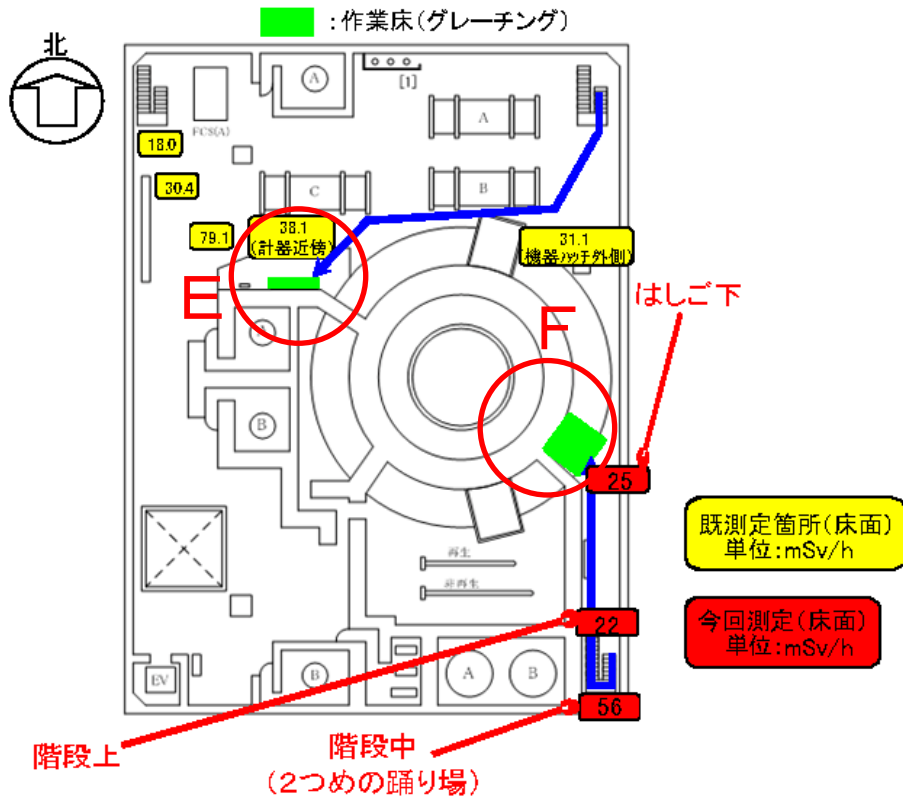 :作業床(グレーチング)
北
A
[1]
FCS(A)
A
18.0
30.4
C
B
79.1
38.1
(計器近傍)
31.1
(機器ハッチ外側)
はしご下
E
F
A
B
25
既測定箇所(床面)
単位:mSv/h
再生
非再生
今回測定(床面)
単位:mSv/h
22
EV
B
A
B
56
階段上
階段中
(2つめの踊り場)